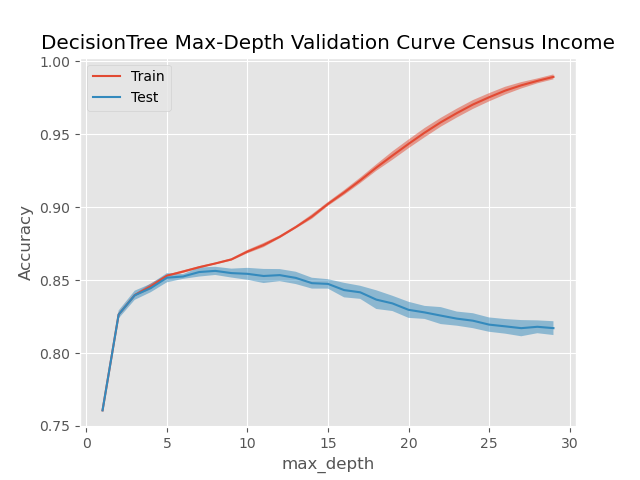 DecisionTree Max-Depth Validation Curve Census Income
Train
Test
Accuracy
1.00
0.95
0.90
0.85
0.80
0.75
0 5 10 15 20 25 30
max_depth